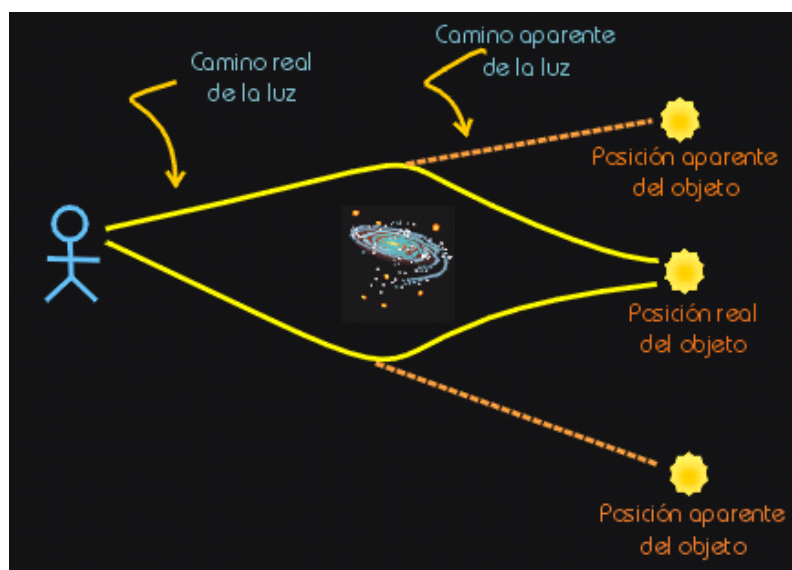 Camino real
de la luz
Camino aparente
de la luz
Posición aparente
del objeto
Posición real
del objeto
Posición aparente
del objeto